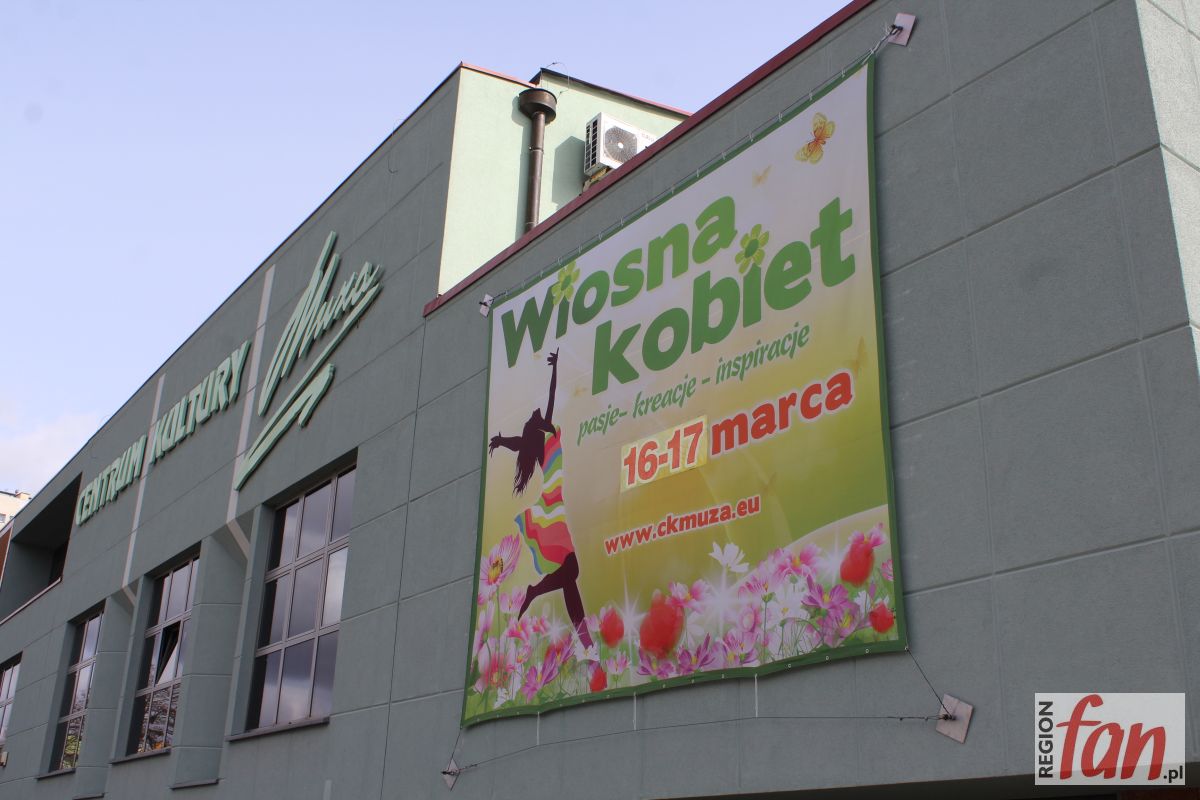 CENTRUM KULTURY
Muza
Wiosna
kobiet
pasje- kreacje - inspiracje
16-17 marca
www.ckmuza.eu
REGION
fan
.pl